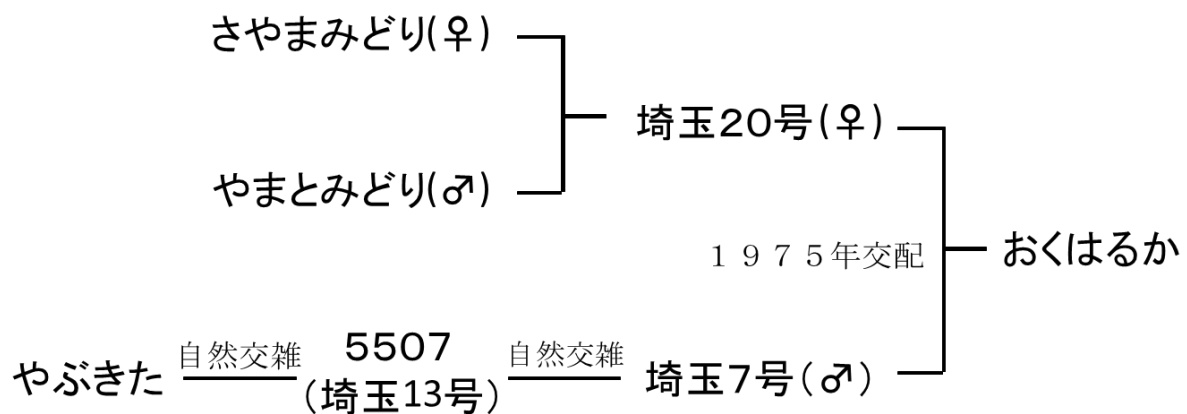 さやまみどり(♀)
埼玉20号(♀)
やまとみどり(♂)
1975年交配
おくはるか
やぶきた
自然交雑
5507
(埼玉13号)
自然交雑
埼玉7号(♂)